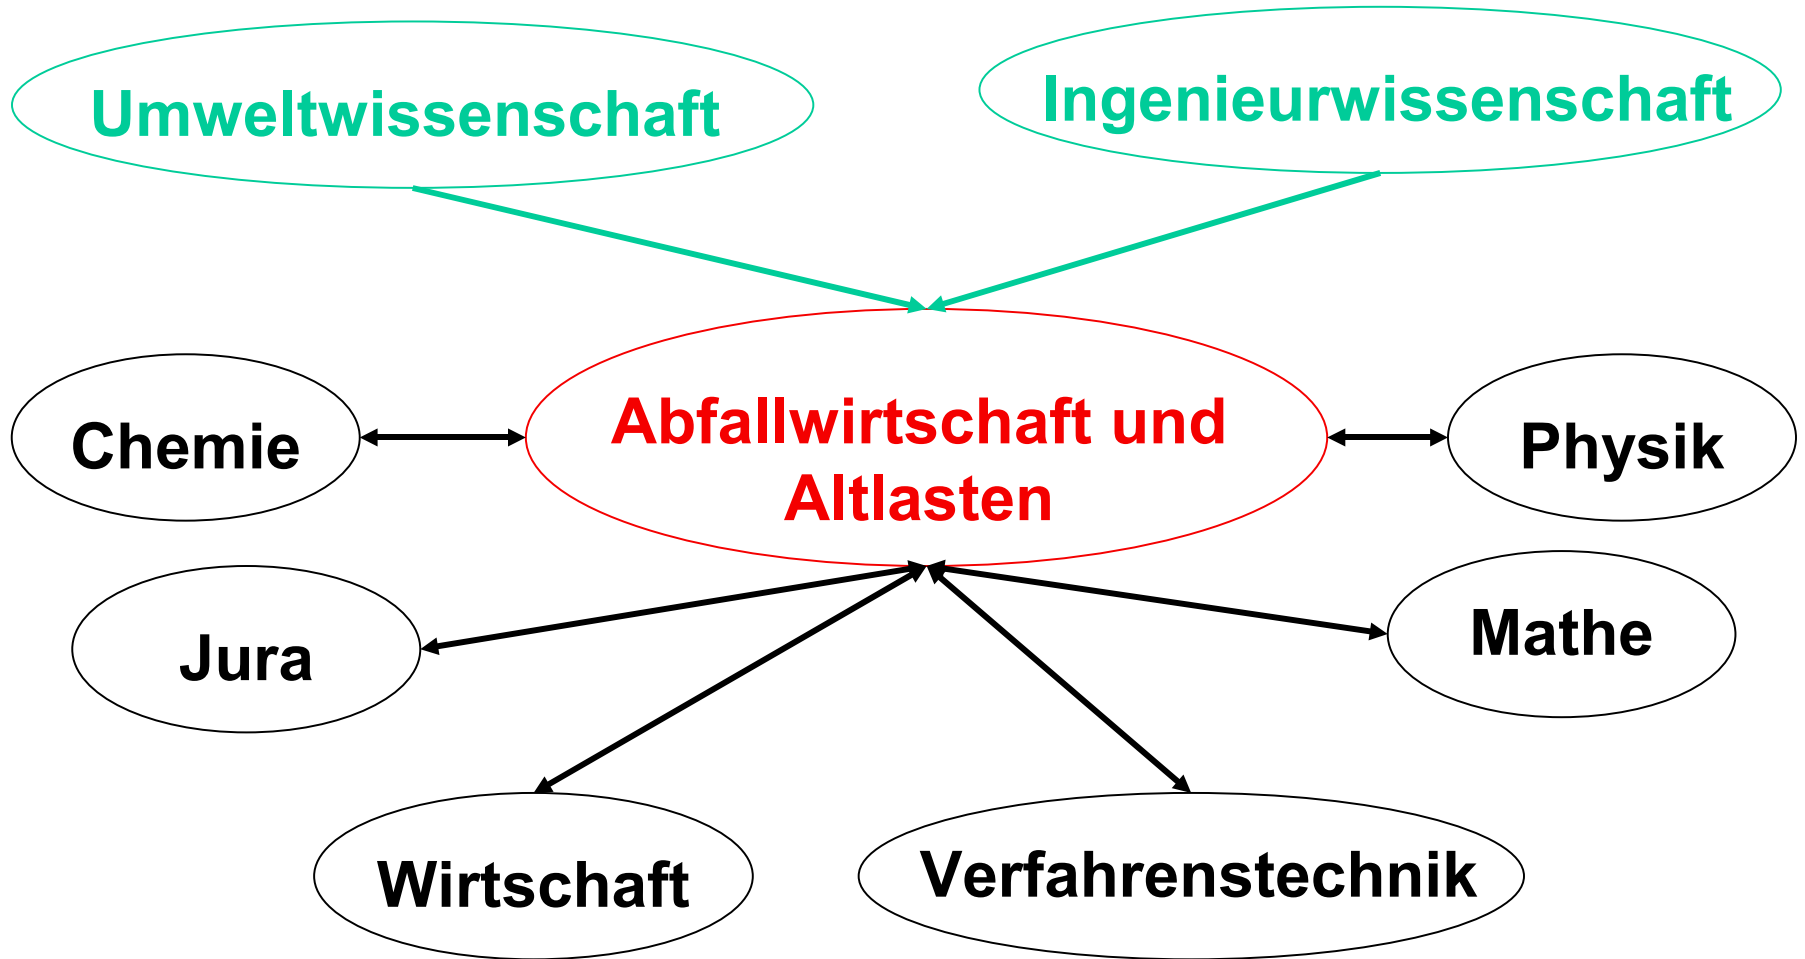 Umweltwissenschaft
Ingenieurwissenschaft
Abfallwirtschaft und
Altlasten
Chemie
Physik
Jura
Mathe
Wirtschaft
Verfahrenstechnik